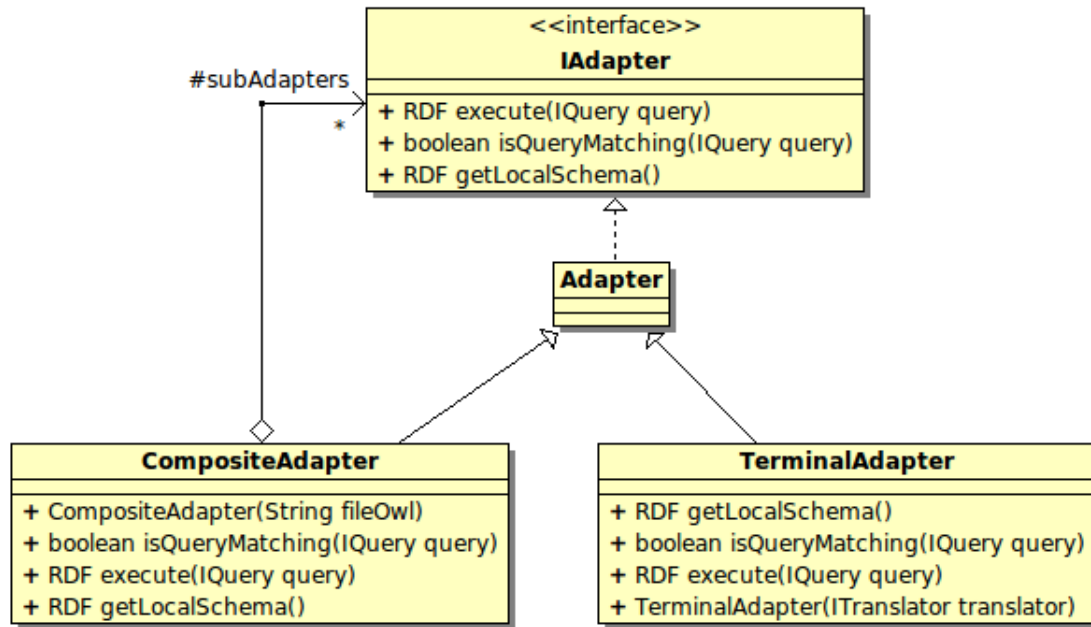 <<interface>>
IAdapter
#subAdapters
*
+ RDF execute(IQuery query)
+ boolean isQueryMatching(IQuery query)
+ RDF getLocalSchema()
Adapter
CompositeAdapter
+ CompositeAdapter(String fileOwl)
+ boolean isQueryMatching(IQuery query)
+ RDF execute(IQuery query)
+ RDF getLocalSchema()
TerminalAdapter
+ RDF getLocalSchema()
+ boolean isQueryMatching(IQuery query)
+ RDF execute(IQuery query)
+ TerminalAdapter(ITranslator translator)